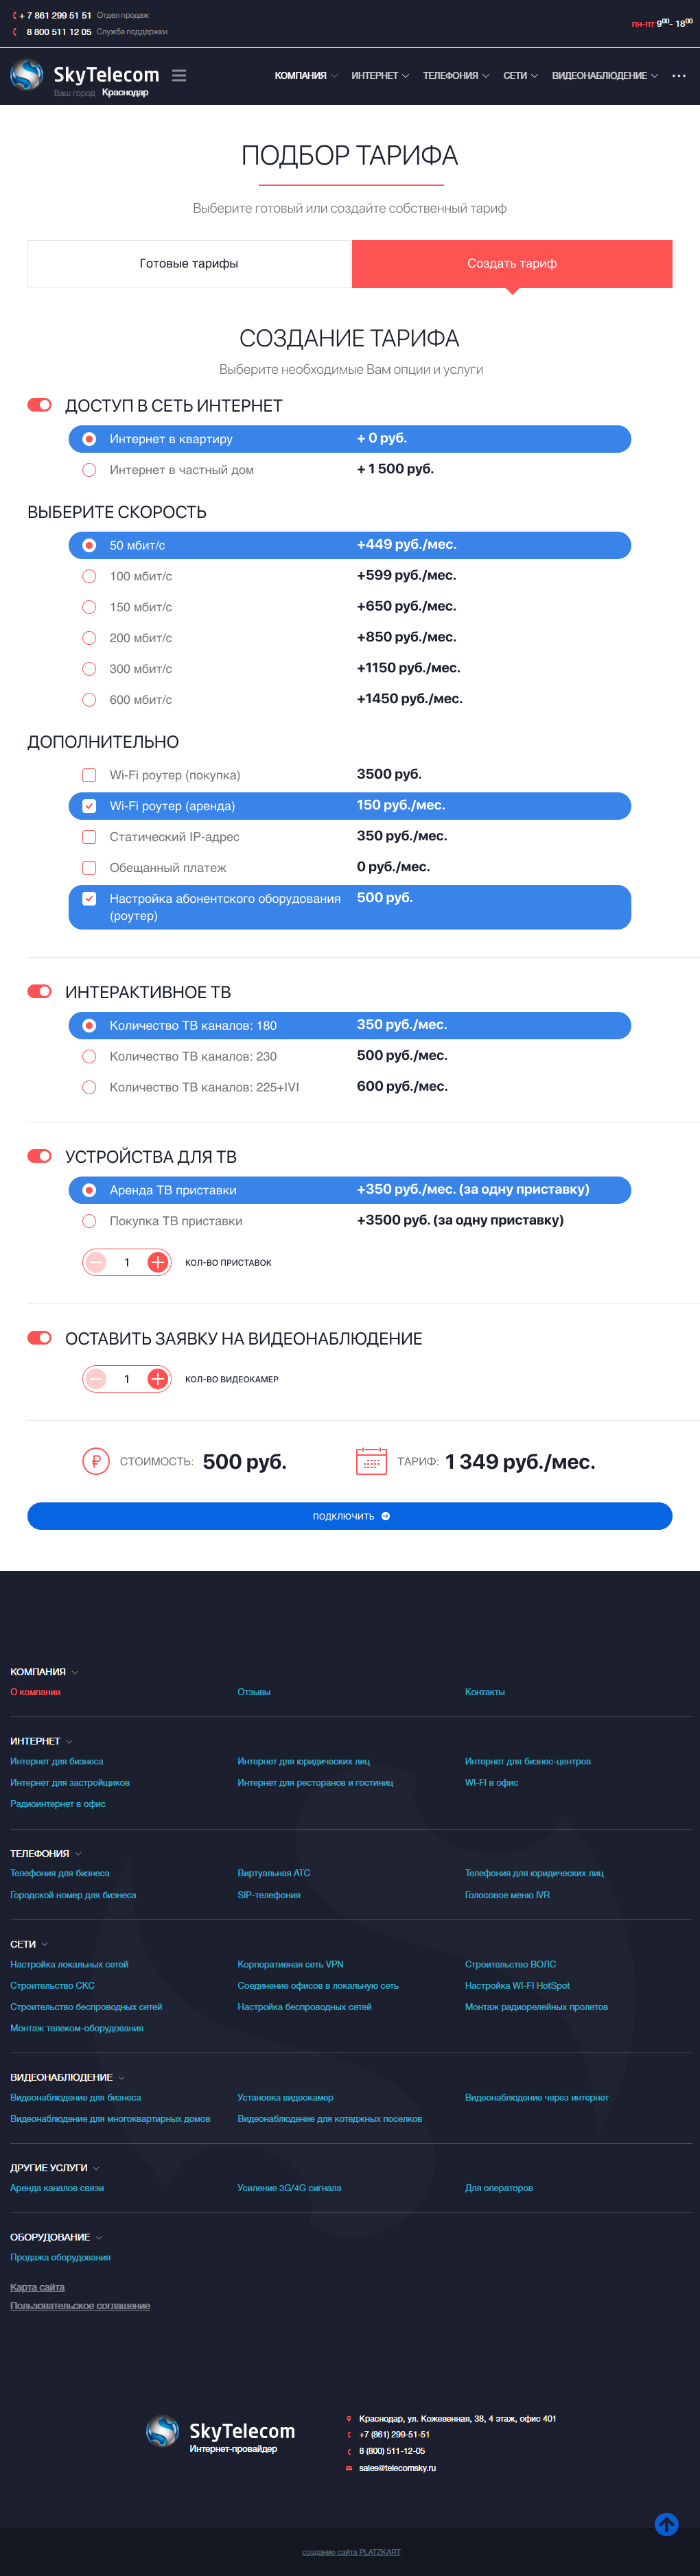 + 7 861 299 51 51 Отдел продаж
8 800 511 12 05 Служба поддержки
пн-пт 9⁰⁰- 18⁰⁰
SkyTelecom
Ваш город Краснодар
КОМПАНИЯ ИНТЕРНЕТ ТЕЛЕФОНИЯ СЕТИ ВИДЕОНАБЛЮДЕНИЕ ...
ПОДБОР ТАРИФА
Выберите готовый или создайте собственный тариф
Готовые тарифы Создать тариф
СОЗДАНИЕ ТАРИФА
Выберите необходимые Вам опции и услуги
ДОСТУП В СЕТЬ ИНТЕРНЕТ
Интернет в квартиру + 0 руб.
Интернет в частный дом + 1 500 руб.
ВЫБЕРИТЕ СКОРОСТЬ
50 мбит/с +449 руб./мес.
100 мбит/с +599 руб./мес.
150 мбит/с +650 руб./мес.
200 мбит/с +850 руб./мес.
300 мбит/с +1150 руб./мес.
600 мбит/с +1450 руб./мес.
ДОПОЛНИТЕЛЬНО
Wi-Fi роутер (покупка) 3500 руб.
Wi-Fi роутер (аренда) 150 руб./мес.
Статический IP-адрес 350 руб./мес.
Обещанный платеж 0 руб./мес.
Настройка абонентского оборудования 500 руб.
(роутер)
ИНТЕРАКТИВНОЕ ТВ
Количество ТВ каналов: 180 350 руб./мес.
Количество ТВ каналов: 230 500 руб./мес.
Количество ТВ каналов: 225+IVI 600 руб./мес.
УСТРОЙСТВА ДЛЯ ТВ
Аренда ТВ приставки +350 руб./мес. (за одну приставку)
Покупка ТВ приставки +3500 руб. (за одну приставку)
1 КОЛ-ВО ПРИСТАВОК
ОСТАВИТЬ ЗАЯВКУ НА ВИДЕОНАБЛЮДЕНИЕ
1 КОЛ-ВО ВИДЕОКАМЕР
СТОИМОСТЬ: 500 руб. ТАРИФ: 1 349 руб./мес.
ПОДКЛЮЧИТЬ
КОМПАНИЯ
О компании Отзывы Контакты
ИНТЕРНЕТ
Интернет для бизнеса Интернет для юридических лиц Интернет для бизнес-центров
Интернет для застройщиков Интернет для ресторанов и гостиниц WI-FI в офис
Радиоинтернет в офис
ТЕЛЕФОНИЯ
Телефония для бизнеса Виртуальная АТС Телефония для юридических лиц
Городской номер для бизнеса SIP-телефония Голосовое меню IVR
СЕТИ
Настройка локальных сетей Корпоративная сеть VPN Строительство ВОЛС
Строительство СКС Соединение офисов в локальную сеть Настройка WI-FI HotSpot
Строительство беспроводных сетей Настройка беспроводных сетей Монтаж радиорелейных пролетов
Монтаж телеком-оборудования
ВИДЕОНАБЛЮДЕНИЕ
Видеонаблюдение для бизнеса Установка видеокамер Видеонаблюдение через интернет
Видеонаблюдение для многоквартирных домов Видеонаблюдение для котеджных поселков
ДРУГИЕ УСЛУГИ
Аренда каналов связи Усиление 3G/4G сигнала Для операторов
ОБОРУДОВАНИЕ
Продажа оборудования
Карта сайта
Пользовательское соглашение
SkyTelecom
Интернет-провайдер
Краснодар, ул. Кожевенная, 38, 4 этаж, офис 401
+7 (861) 299-51-51
8 (800) 511-12-05
sales@telecomsky.ru
создание сайта PLATZKART